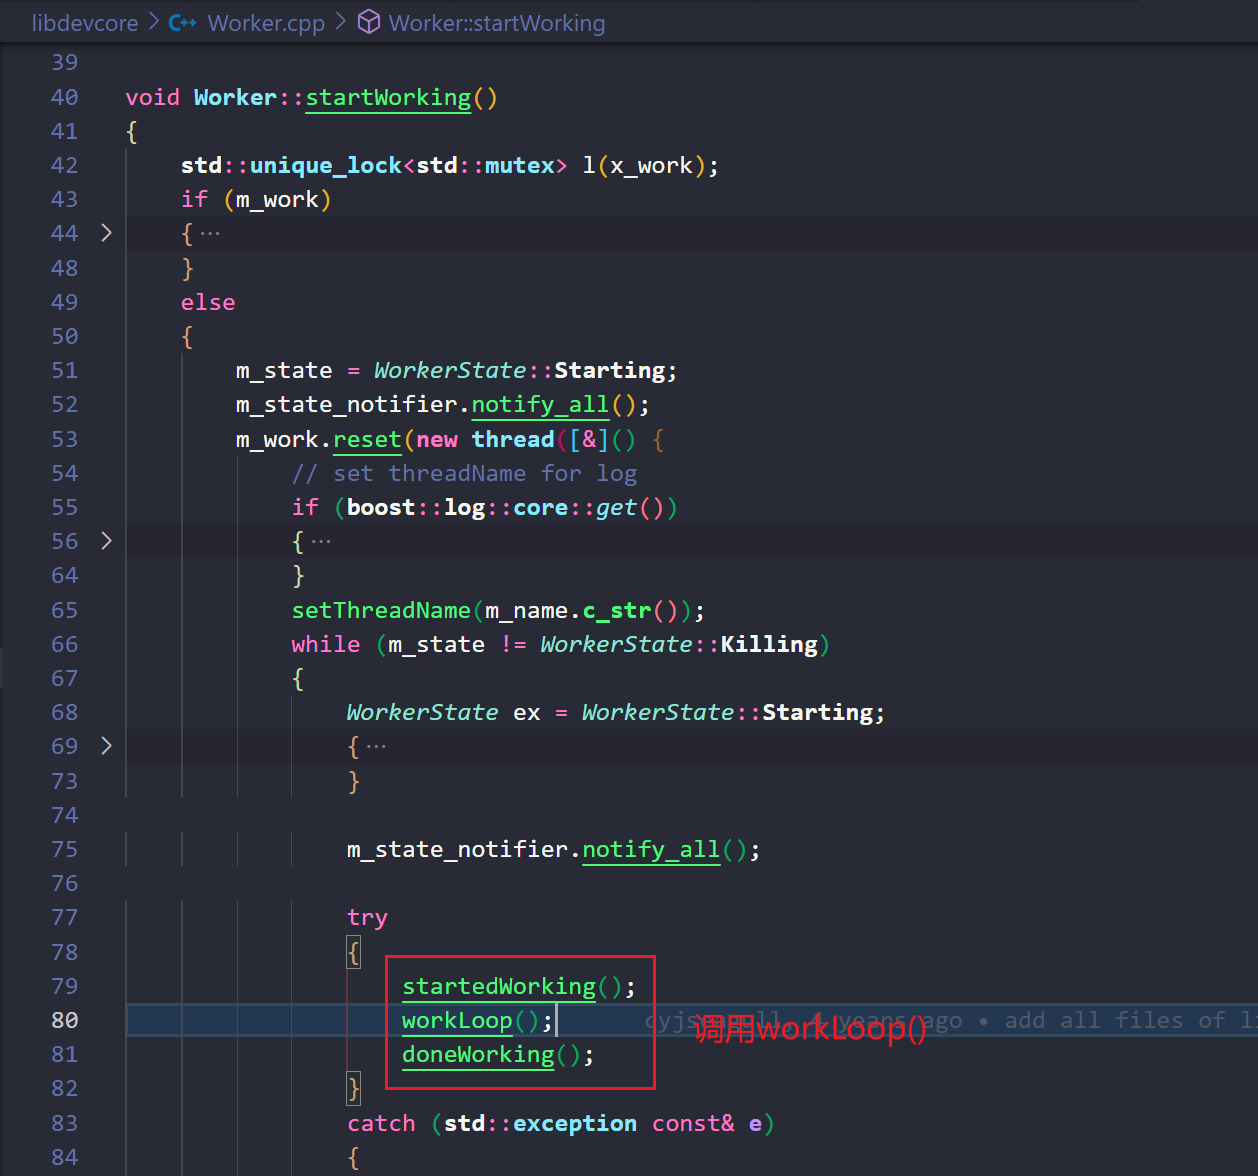 libdevcore > C++ Worker.cpp > Worker::startWorking
39
40 void Worker::startWorking()
41 {
42 std::unique_lock<std::mutex> l(x_work);
43 if (m_work)
44 > { ···
48 }
49 else
50 {
51 m_state = WorkerState::Starting;
52 m_state_notifier.notify_all();
53 m_work.reset(new thread([&]() {
54 // set threadName for log
55 if (boost::log::core::get())
56 > { ···
64 }
65 setThreadName(m_name.c_str());
66 while (m_state != WorkerState::Killing)
67 {
68 WorkerState ex = WorkerState::Starting;
69 > { ···
73 }
74
75 m_state_notifier.notify_all();
76
77 try
78 {
79 startedWorking();
80 workLoop(); years ago • add all files of li
调用workLoop()
81 doneWorking();
82 }
83 catch (std::exception const& e)
84 {